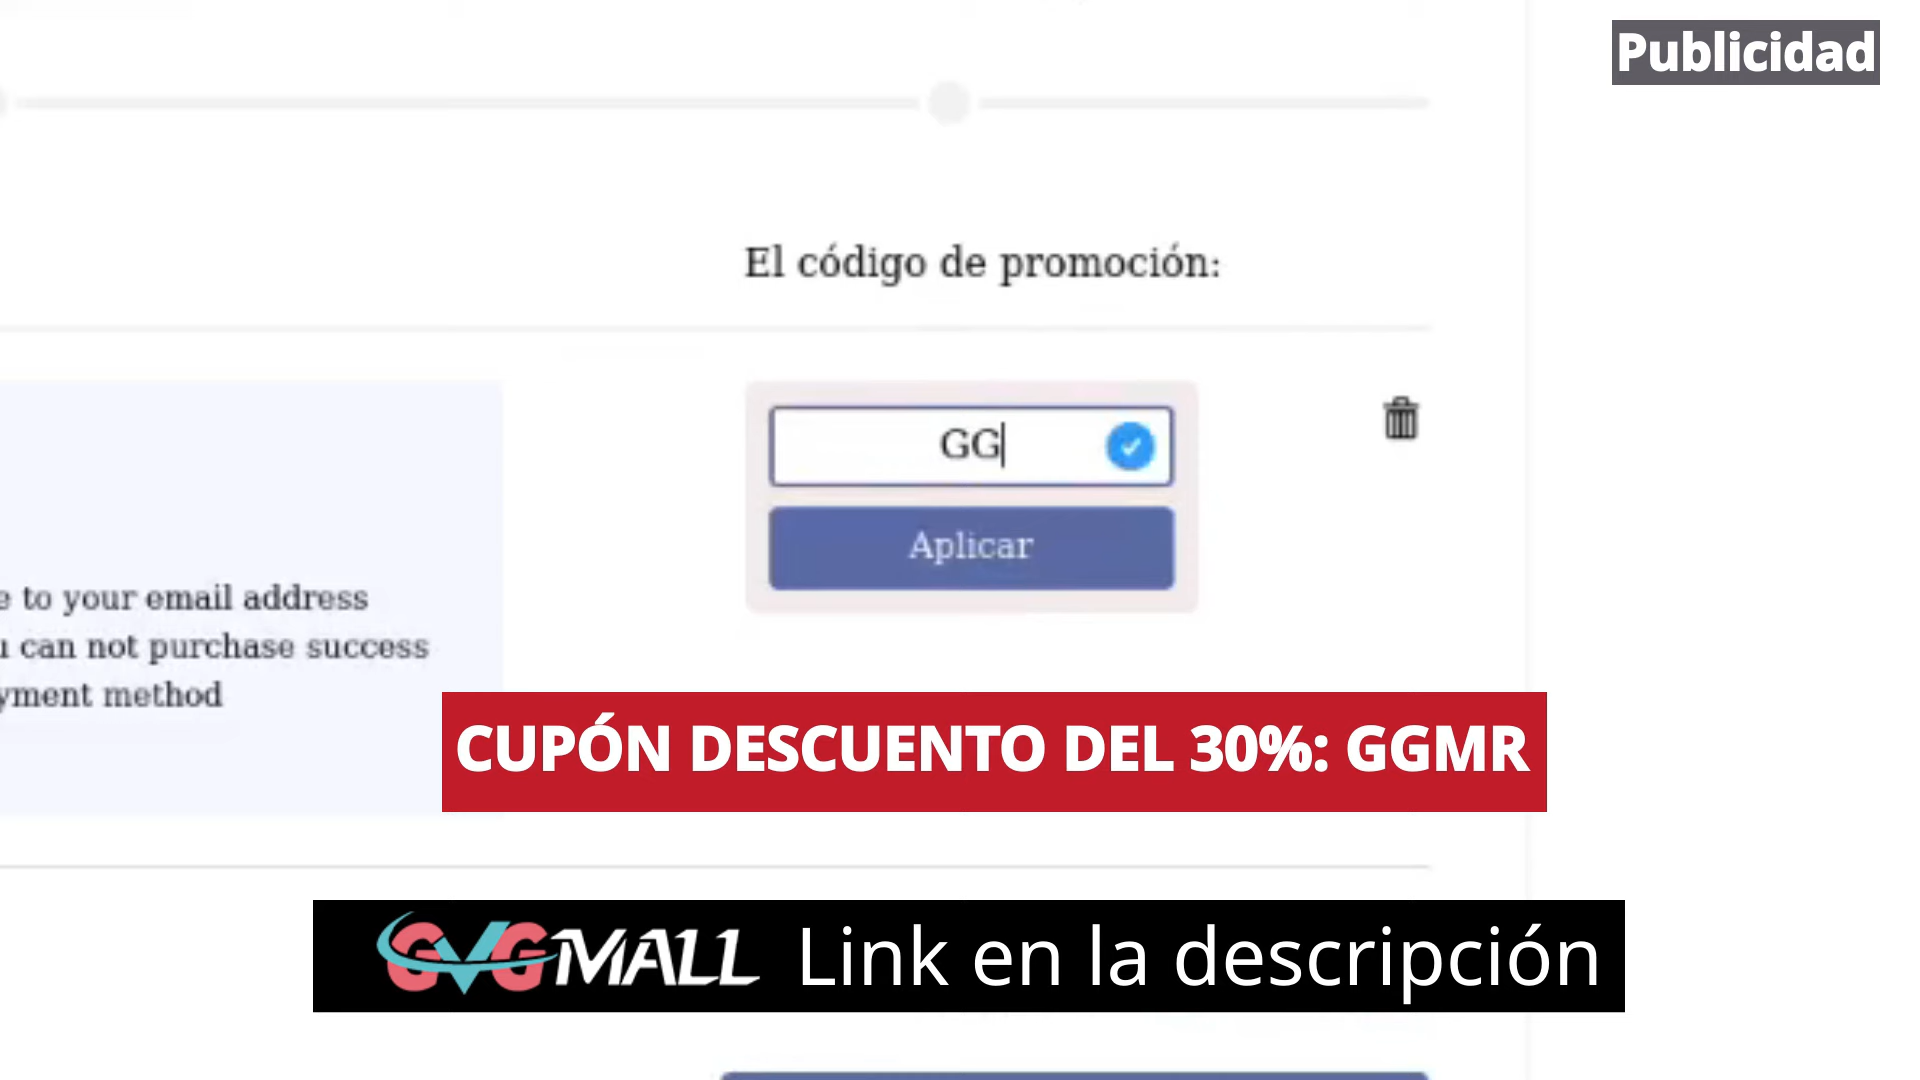 Publicidad
El código de promoción:
GG
Aplicar
e to your email address
u can not purchase success
yment method
CUPÓN DESCUENTO DEL 30%: GGMR
GVGMALL Link en la descripción